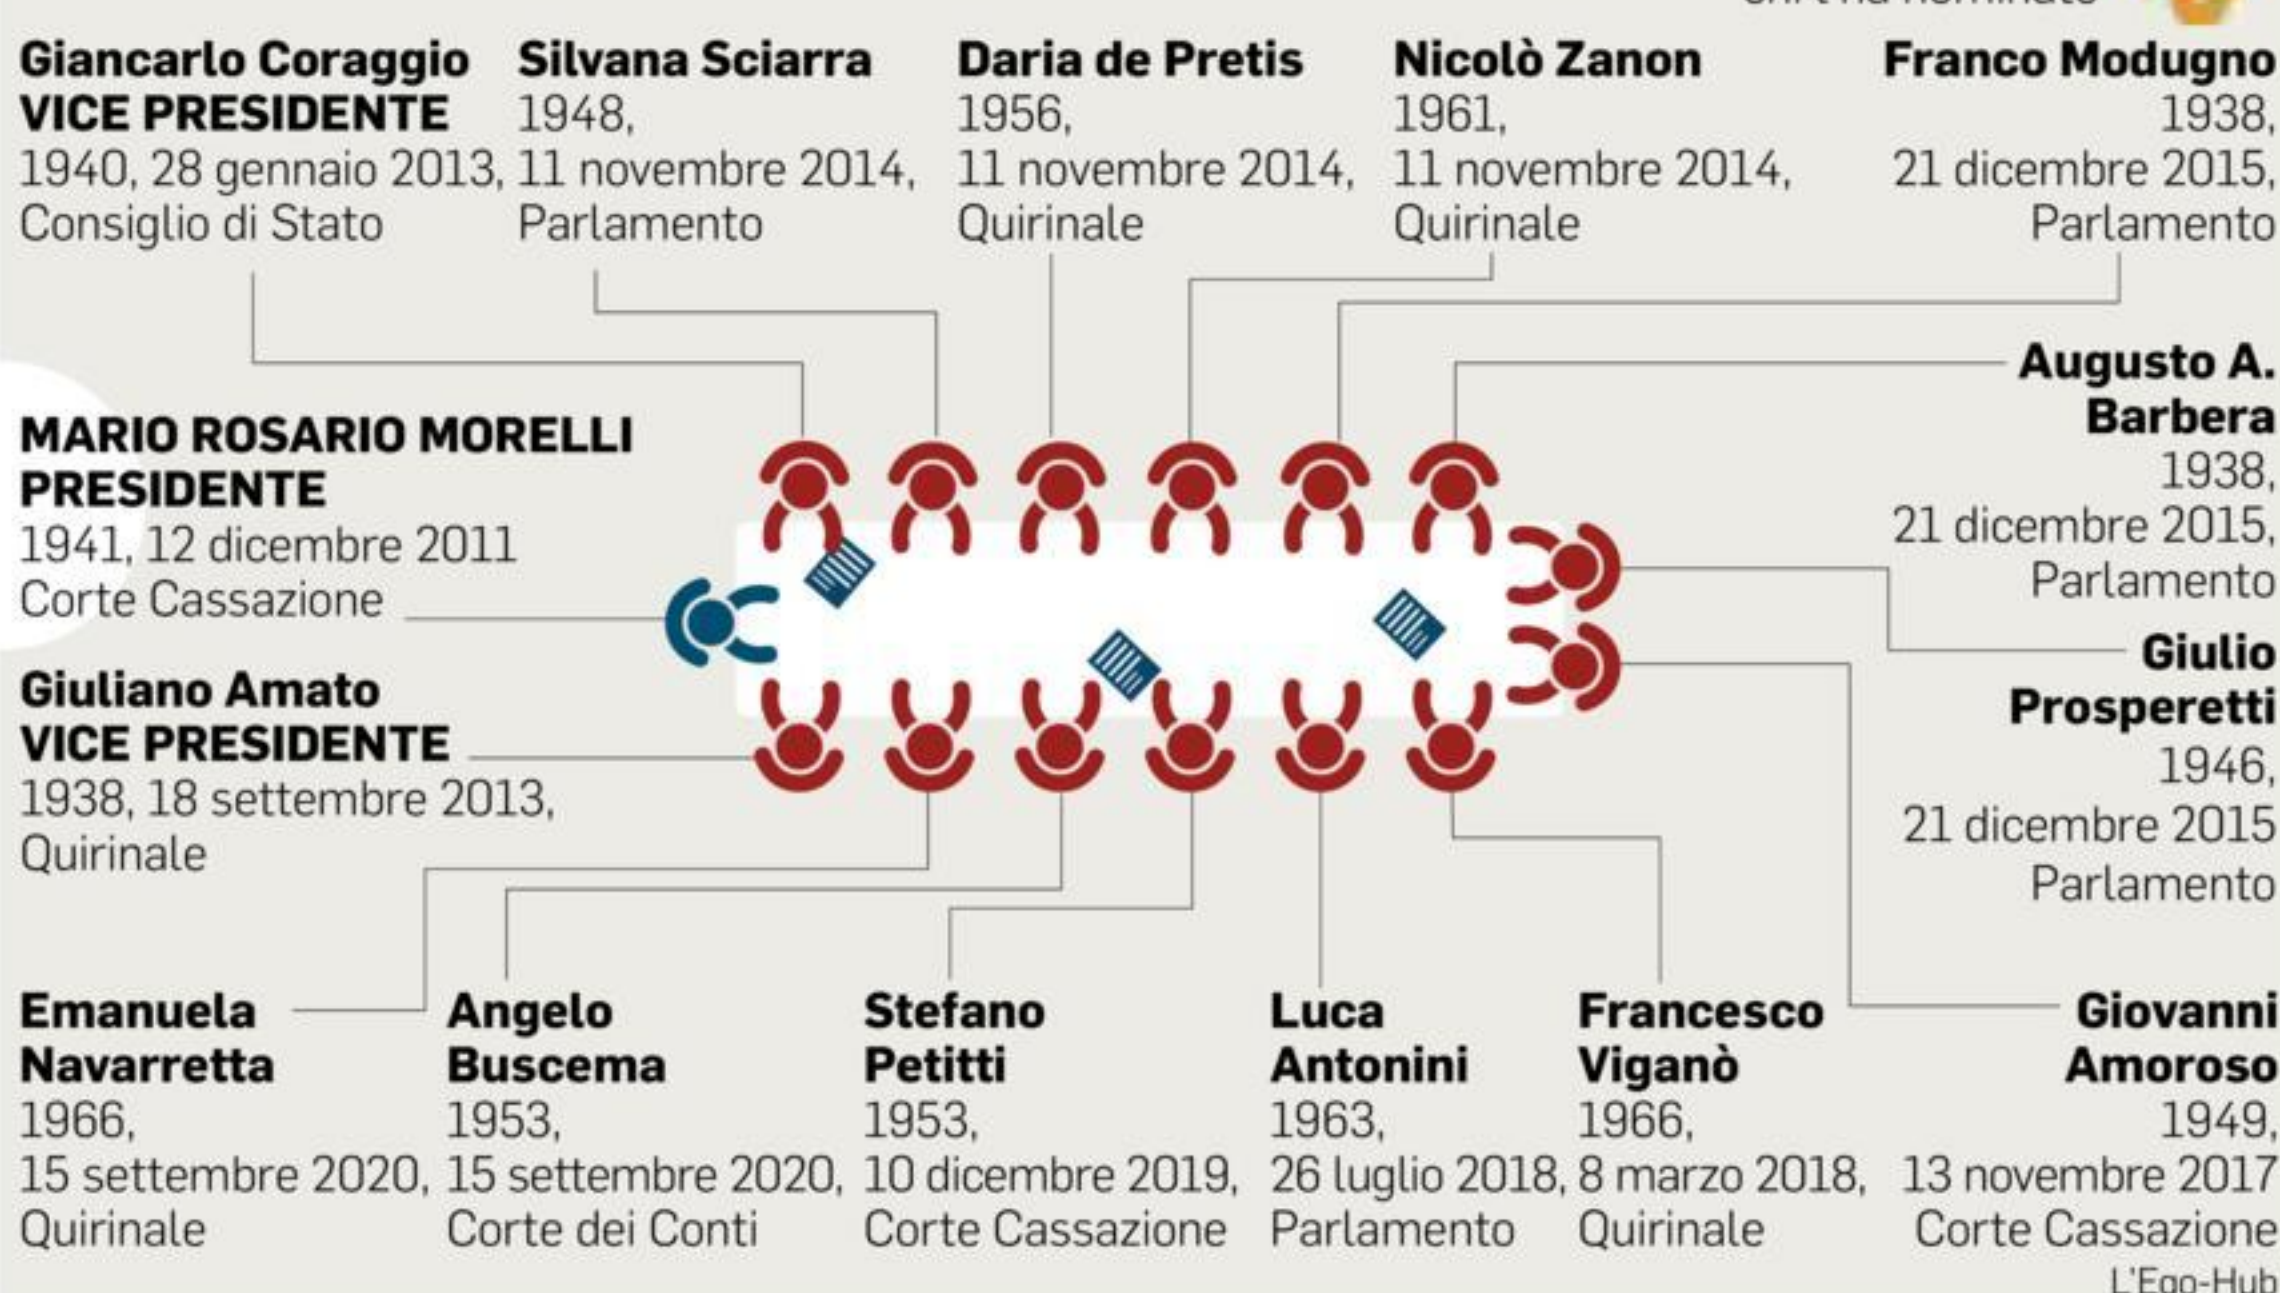 ha nominato
Giancarlo Coraggio
VICE PRESIDENTE
1940, 28 gennaio 2013,
Consiglio di Stato
Silvana Sciarra
1948,
11 novembre 2014,
Parlamento
Daria de Pretis
1956,
11 novembre 2014,
Quirinale
Nicolò Zanon
1961,
11 novembre 2014,
Quirinale
Franco Modugno
1938,
21 dicembre 2015,
Parlamento
Augusto A.
Barbera
1938,
21 dicembre 2015,
Parlamento
MARIO ROSARIO MORELLI
PRESIDENTE
1941, 12 dicembre 2011
Corte Cassazione
Giuliano Amato
VICE PRESIDENTE
1938, 18 settembre 2013,
Quirinale
Giulio
Prosperetti
1946,
21 dicembre 2015
Parlamento
Emanuela
Navarretta
1966,
15 settembre 2020,
Quirinale
Angelo
Buscema
1953,
15 settembre 2020,
Corte dei Conti
Stefano
Petitti
1953,
10 dicembre 2019,
Corte Cassazione
Luca
Antonini
1963,
26 luglio 2018,
Parlamento
Francesco
Viganò
1966,
8 marzo 2018,
Quirinale
Giovanni
Amoroso
1949,
13 novembre 2017
Corte Cassazione
L'Ego-Hub